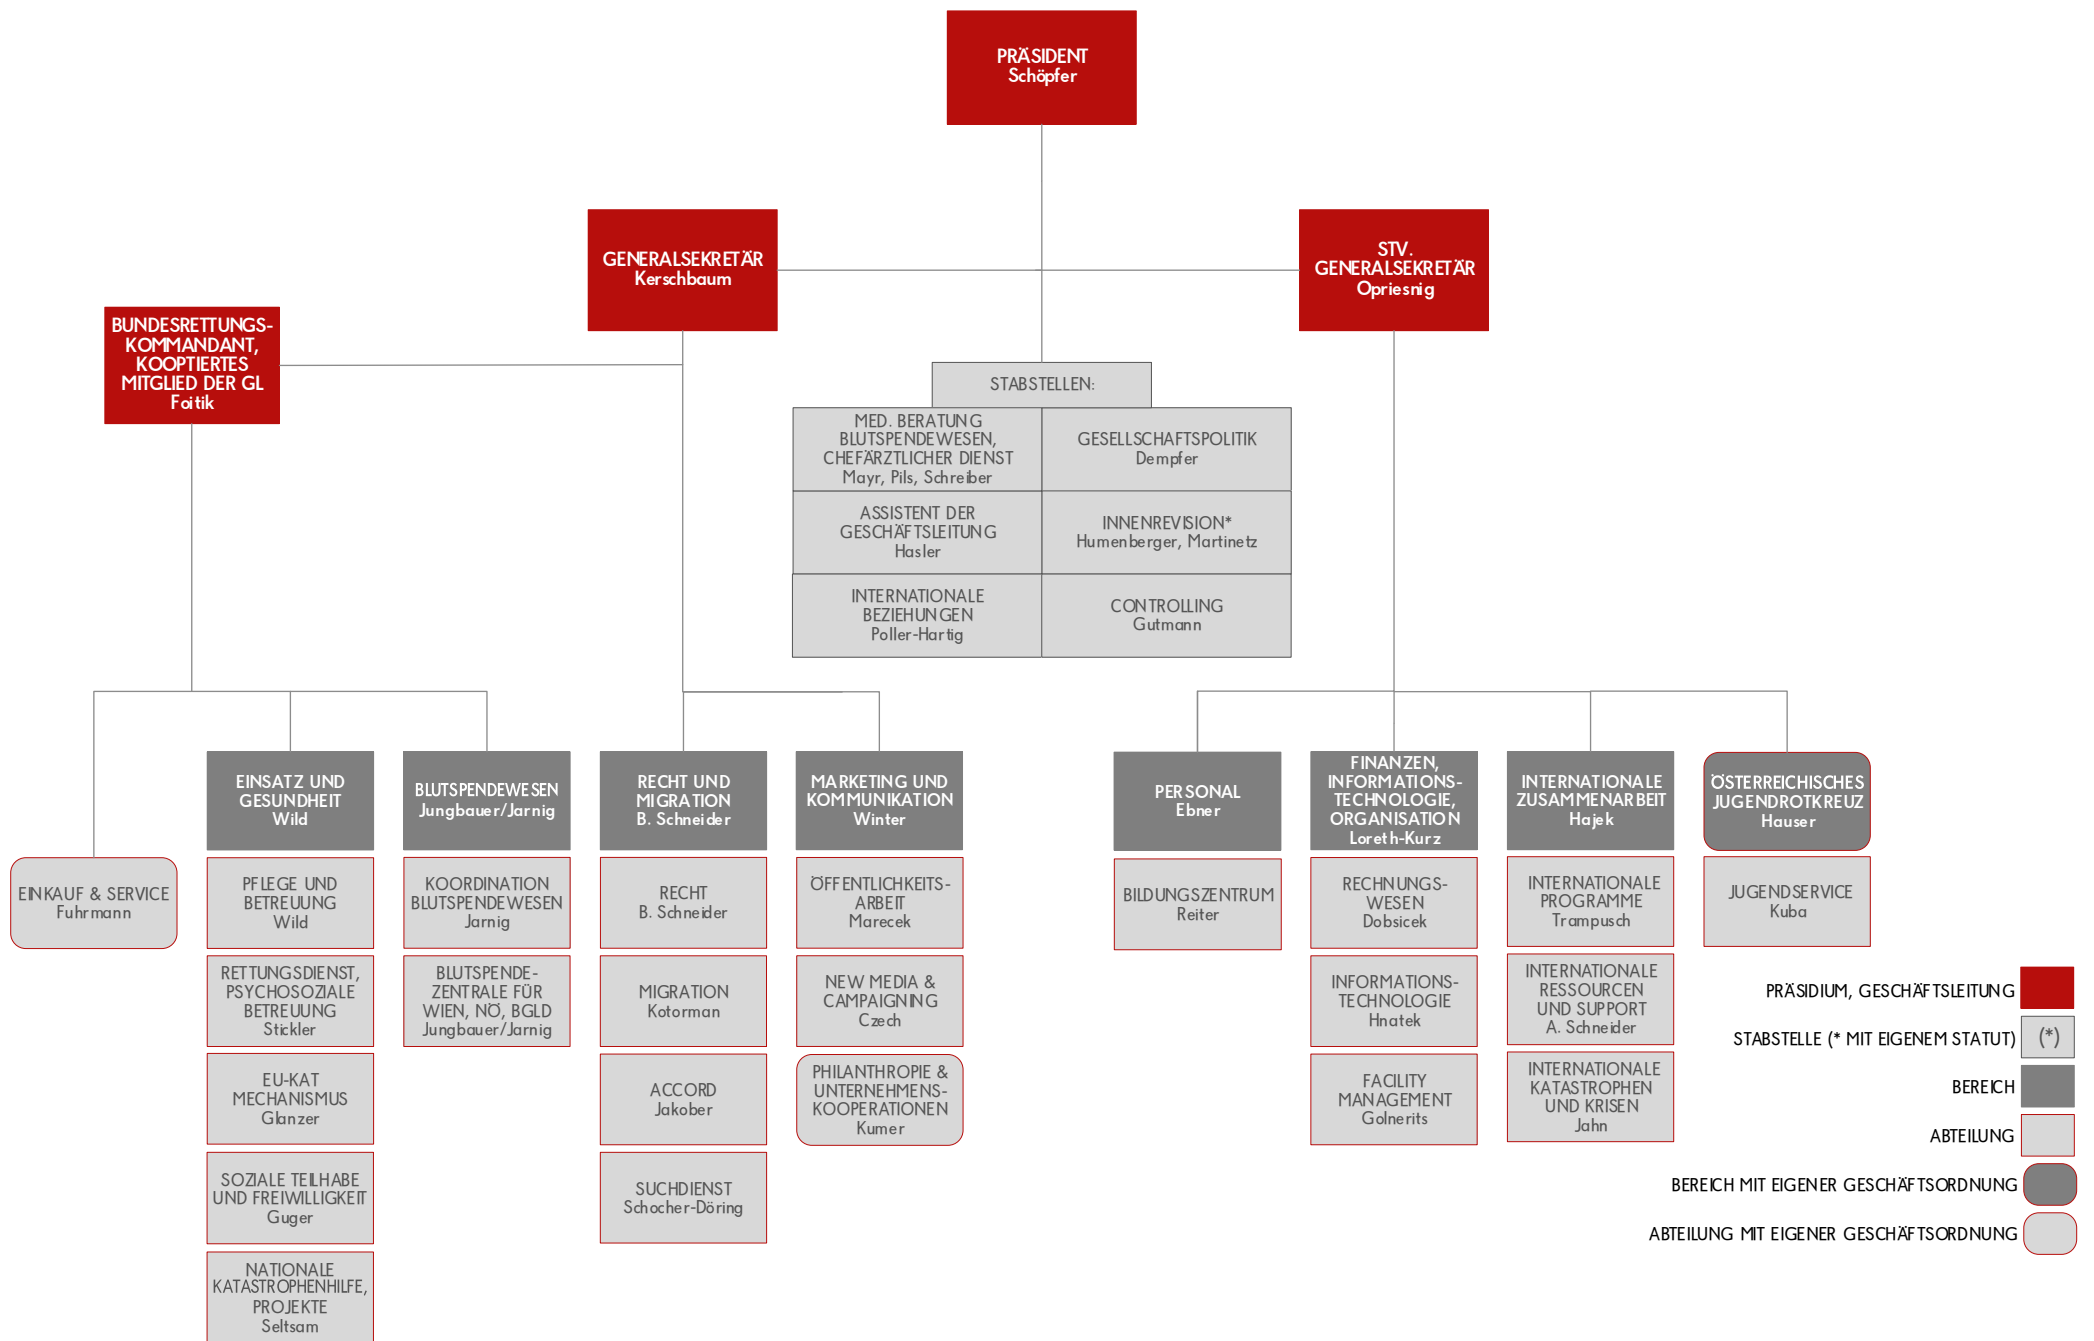 PRÄSIDENT
Schöpfer
GENERALSEKRETÄR
Kerschbaum
STV.
GENERALSEKRETÄR
Opriesnig
BUNDESRETTUNGS-
KOMMANDANT,
KOOPTIERTES
MITGLIED DER GL
Foitik
STABSTELLEN:
MED. BERATUNG
BLUTSPENDEWESEN,
CHEFÄRZTLICHER DIENST
Mayr, Pils, Schreiber
GESELLSCHAFTSPOLITIK
Dempfer
ASSISTENT DER
GESCHÄFTSLEITUNG
Hasler
INNENREVISION*
Humenberger, Martinetz
INTERNATIONALE
BEZIEHUNGEN
Poller-Hartig
CONTROLLING
Gutmann
EINKAUF & SERVICE
Fuhrmann
EINSATZ UND
GESUNDHEIT
Wild
PFLEGE UND
BETREUUNG
Wild
RETTUNGSDIENST,
PSYCHOSOZIALE
BETREUUNG
Stickler
EU-KAT
MECHANISMUS
Glanzer
SOZIALE TEILHABE
UND FREIWILLIGKEIT
Guger
NATIONALE
KATASTROPHENHILFE,
PROJEKTE
Seltsam
BLUTSPENDEWESEN
Jungbauer/Jarnig
KOORDINATION
BLUTSPENDEWESEN
Jarnig
BLUTSPENDE-
ZENTRALE FÜR
WIEN, NÖ, BGLD
Jungbauer/Jarnig
RECHT UND
MIGRATION
B. Schneider
RECHT
B. Schneider
MIGRATION
Kotorman
ACCORD
Jakober
SUCHDIENST
Schocher-Döring
MARKETING UND
KOMMUNIKATION
Winter
ÖFFENTLICHKEITS-
ARBEIT
Marecek
NEW MEDIA &
CAMPAIGNING
Czech
PHILANTHROPIE &
UNTERNEHMENS-
KOOPERATIONEN
Kumer
PERSONAL
Ebner
BILDUNGSZENTRUM
Reiter
FINANZEN,
INFORMATIONS-
TECHNOLOGIE,
ORGANISATION
Loreth-Kurz
RECHNUNGS-
WESEN
Dobsicek
INFORMATIONS-
TECHNOLOGIE
Hnatek
FACILITY
MANAGEMENT
Golnerits
INTERNATIONALE
ZUSAMMENARBEIT
Hajek
INTERNATIONALE
PROGRAMME
Trampusch
INTERNATIONALE
RESSOURCEN
UND SUPPORT
A. Schneider
INTERNATIONALE
KATASTROPHEN
UND KRISEN
Jahn
ÖSTERREICHISCHES
JUGENDROTKREUZ
Hauser
JUGENDSERVICE
Kuba
PRÄSIDIUM, GESCHÄFTSLEITUNG
STABSTELLE (* MIT EIGENEM STATUT) (*)
BEREICH
ABTEILUNG
BEREICH MIT EIGENER GESCHÄFTSORDNUNG
ABTEILUNG MIT EIGENER GESCHÄFTSORDNUNG